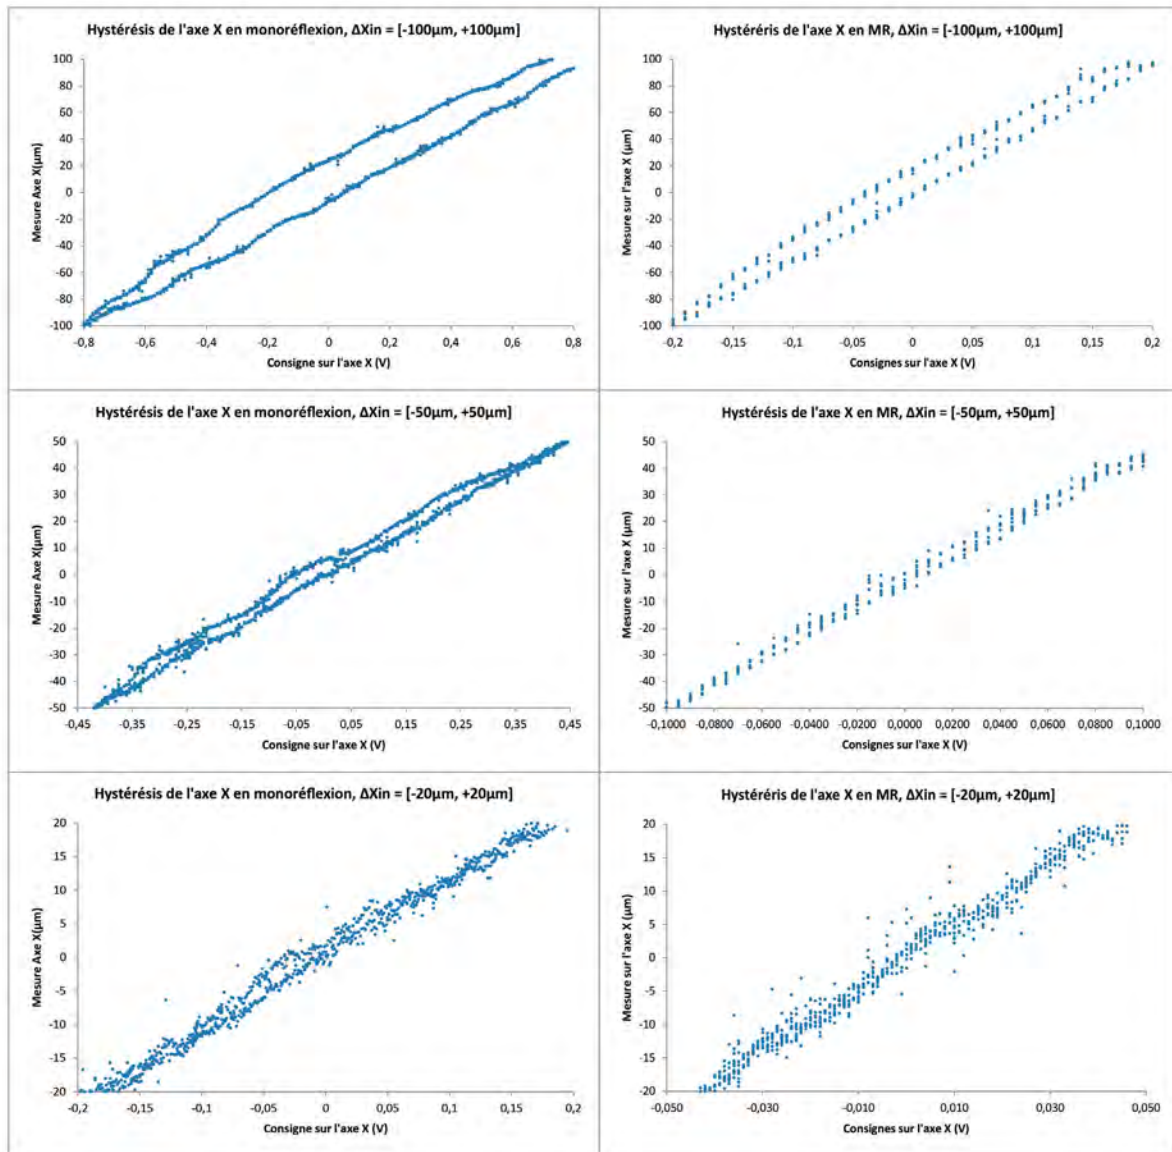 Hystérésis de l'axe X en monoréflexion, ΔXin = [-100µm, +100µm]
100
80
60
40
20
0
-20
-40
-60
-80
-100
Mesure Axe X(µm)
-0,8 -0,6 -0,4 -0,2 0 0,2 0,4 0,6 0,8
Consigne sur l'axe X (V)
Hystéréris de l'axe X en MR, ΔXin = [-100µm, +100µm]
100
80
60
40
20
0
-20
-40
-60
-80
-100
Mesure sur l'axe X (µm)
-0,2 -0,15 -0,1 -0,05 0 0,05 0,1 0,15 0,2
Consignes sur l'axe X (V)
Hystérésis de l'axe X en monoréflexion, ΔXin = [-50µm, +50µm]
50
40
30
20
10
0
-10
-20
-30
-40
-50
Mesure Axe X(µm)
-0,45 -0,35 -0,25 -0,15 -0,05 0,05 0,15 0,25 0,35 0,45
Consigne sur l'axe X (V)
Hystérésis de l'axe X en MR, ΔXin = [-50µm, +50µm]
50
40
30
20
10
0
-10
-20
-30
-40
-50
Mesure sur l'axe X (µm)
-0,1000 -0,0800 -0,0600 -0,0400 -0,0200 0,0000 0,0200 0,0400 0,0600 0,0800 0,1000
Consignes sur l'axe X (V)
Hystérésis de l'axe X en monoréflexion, ΔXin = [-20µm, +20µm]
20
15
10
5
0
-5
-10
-15
-20
Mesure Axe X(µm)
-0,2 -0,15 -0,1 -0,05 0 0,05 0,1 0,15 0,2
Consigne sur l'axe X (V)
Hystéréris de l'axe X en MR, ΔXin = [-20µm, +20µm]
20
15
10
5
0
-5
-10
-15
-20
Mesure sur l'axe X (µm)
-0,050 -0,030 -0,010 0,010 0,030 0,050
Consignes sur l'axe X (V)